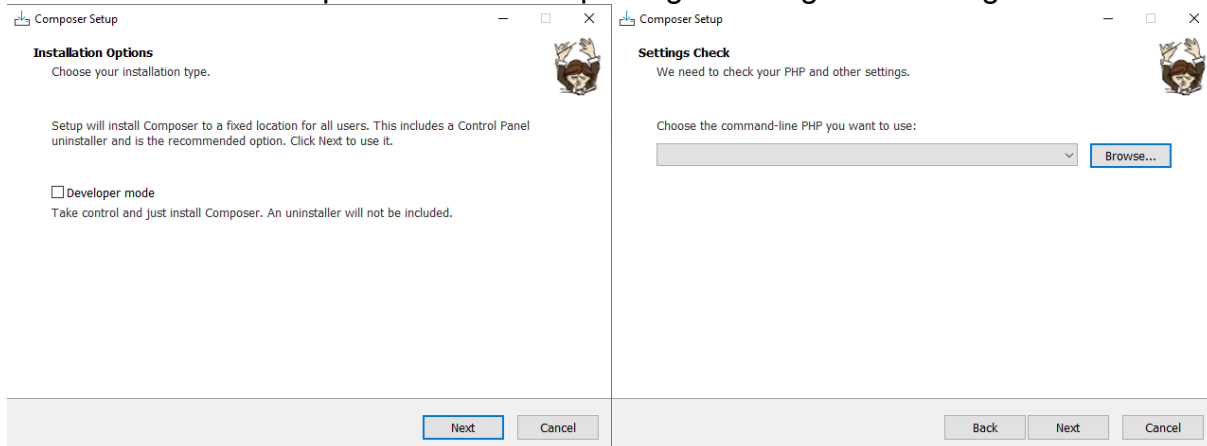 Composer Setup
Installation Options
Choose your installation type.
Setup will install Composer to a fixed location for all users. This includes a Control Panel
uninstaller and is the recommended option. Click Next to use it.
Developer mode
Take control and just install Composer. An uninstaller will not be included.
Next
Cancel
Composer Setup
Settings Check
We need to check your PHP and other settings.
Choose the command-line PHP you want to use:
Browse...
Back
Next
Cancel